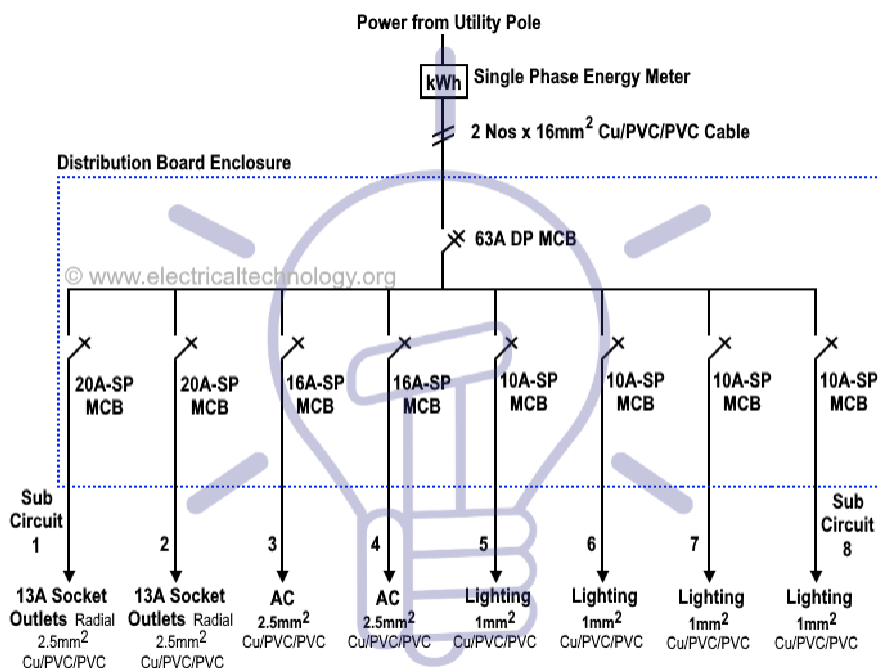 Power from Utility Pole
kWh
Single Phase Energy Meter
2 Nos x 16mm² Cu/PVC/PVC Cable
Distribution Board Enclosure
63A DP MCB
© www.electricaltechnology.org
20A-SP
MCB
20A-SP
MCB
16A-SP
MCB
16A-SP
MCB
10A-SP
MCB
10A-SP
MCB
10A-SP
MCB
10A-SP
MCB
Sub
Circuit
1
2
3
4
5
6
7
Sub
Circuit
8
13A Socket
Outlets Radial
2.5mm²
Cu/PVC/PVC
13A Socket
Outlets Radial
2.5mm²
Cu/PVC/PVC
AC
2.5mm²
Cu/PVC/PVC
AC
2.5mm²
Cu/PVC/PVC
Lighting
1mm²
Cu/PVC/PVC
Lighting
1mm²
Cu/PVC/PVC
Lighting
1mm²
Cu/PVC/PVC
Lighting
1mm²
Cu/PVC/PVC